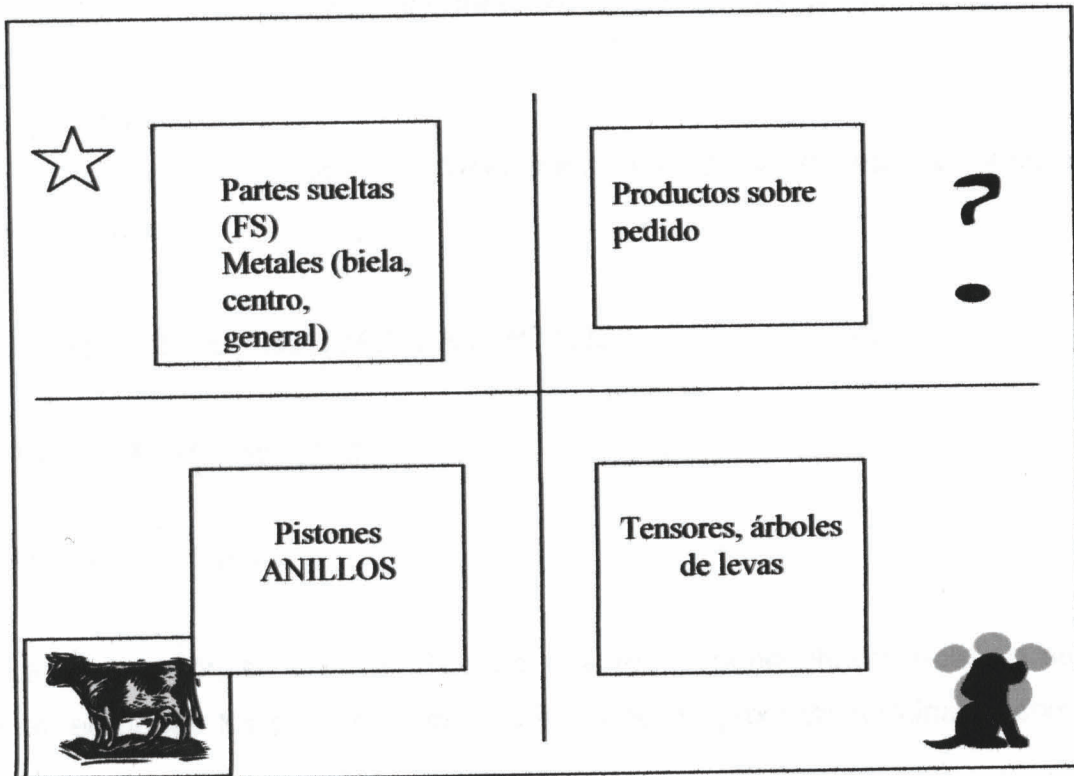 Partes sueltas
(FS)
Metales (biela,
centro,
general)
Productos sobre
pedido
?
Pistones
ANILLOS
Tensores, árboles
de levas